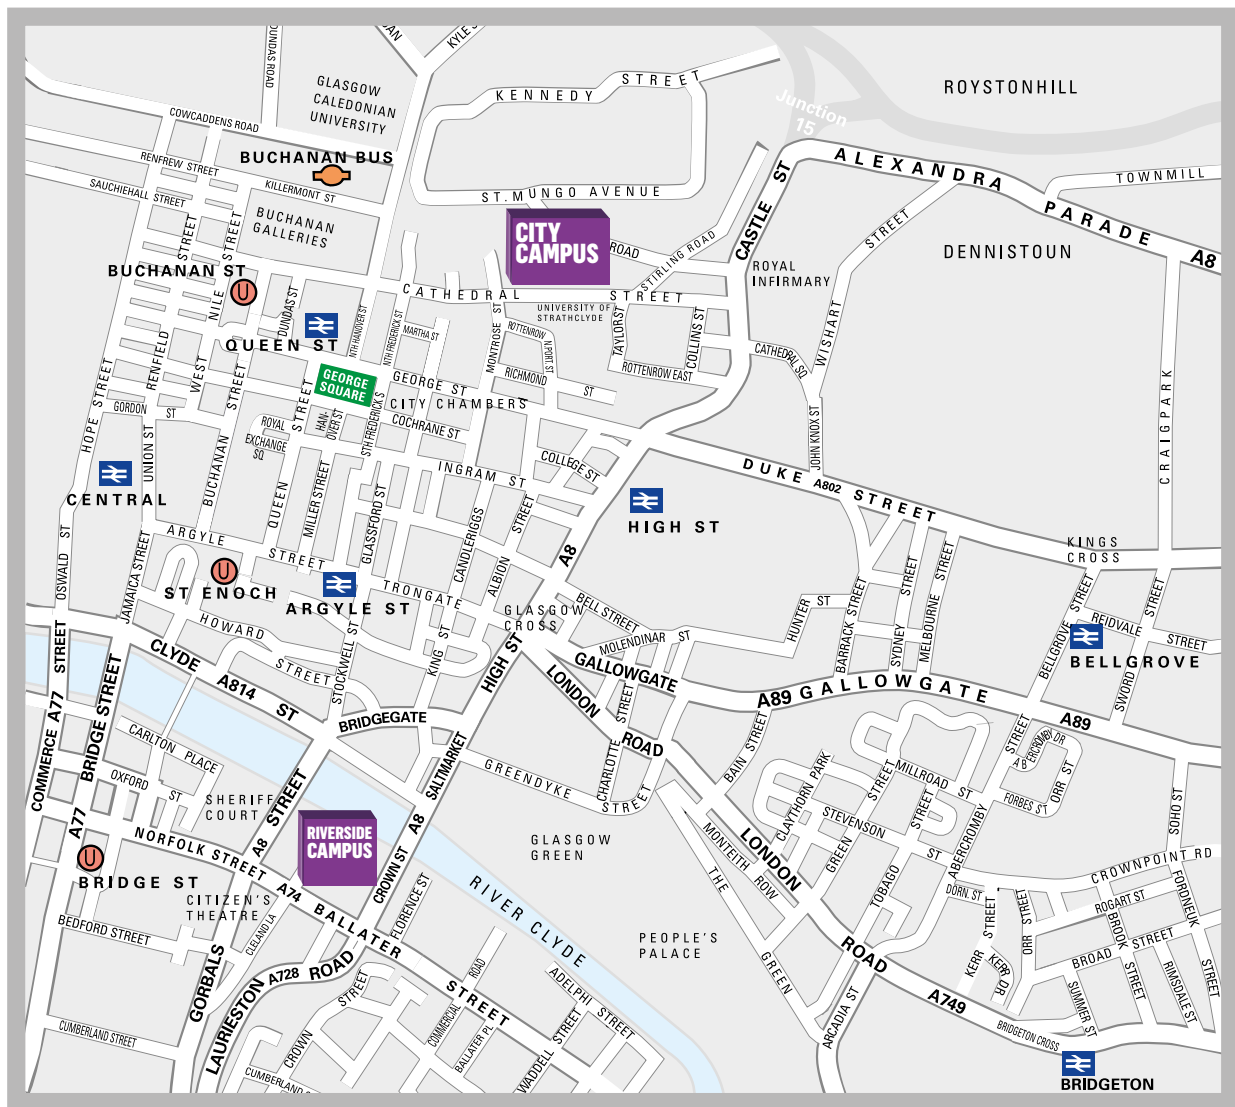 DUNDAS ROAD
KYLE S
GLASGOW
CALEDONIAN
UNIVERSITY
KENNEDY STREET
ROYSTONHILL
Junction
15
COWCADDENS ROAD
RENFREW STREET
BUCHANAN BUS
KILLERMONT ST
SAUCHIEHALL STREET
ST. MUNGO AVENUE
ALEXANDRA PARADE A8
TOWNMILL
CASTLE ST
BUCHANAN
GALLERIES
CITY
CAMPUS
ROAD
STIRLING ROAD
ROYAL
INFIRMARY
WISHART STREET
DENNISTOUN
BUCHANAN ST
U
CATHEDRAL STREET
UNIVERSITY OF
STRATHCLYDE
WEST NILE STREET
RENFIELD STREET
DUNDAS ST
QUEEN ST
NTH HANOVER ST
NTH FREDERICK ST
MARTHA ST
MONTROSE ST
ROTTENROW
N.PORT ST
RICHMOND ST
TAYLOR ST
COLLINS ST
ROTTENROW EAST
CATHEDRAL SQ
JOHN KNOX ST
CRAIGPARK
GEORGE
SQUARE
GEORGE ST
CITY CHAMBERS
COCHRANE ST
HOPE STREET
GORDON ST
UNION ST
BUCHANAN STREET
ROYAL
EXCHANGE
SQ
QUEEN STREET
HAN-
OVER ST
STH FREDERICK S
MILLER STREET
INGRAM ST
COLLEGE ST
DUKE STREET
A802
CENTRAL
HIGH ST
GLASSFORD ST
CANDLERIGGS
ALBION STREET
A8
KINGS
CROSS
OSWALD ST
JAMAICA STREET
ARGYLE STREET
U
ST ENOCH
ARGYLE ST
TRONGATE
GLASGOW
CROSS
BELL STREET
MOLENDINAR ST
HUNTER ST
BARRACK STREET
SYDNEY STREET
MELBOURNE STREET
BELLGROVE STREET
REIDVALE STREET
BELLGROVE
SWORD STREET
HOWARD STREET
STOCKWELL ST
KING ST
HIGH ST
GALLOWGATE
A89 GALLOWGATE
A89
CLYDE ST
A814
BRIDGEGATE
LONDON ROAD
CHARLOTTE STREET
BAIN STREET
COMMERCE STREET
A77
BRIDGE STREET
A77
CARLTON PLACE
OXFORD ST
SHERIFF
COURT
SALTMARKET
GREENDYKE STREET
CLAYTHORN PARK
MILLROAD ST
ABERCROMBY STREET
ABERCROMBY DR
ORR ST
FORBES ST
SOHO ST
STEVENSON ST
GREEN STREET
TOBAGO STREET
NORFOLK STREET
A8 STREET
RIVERSIDE
CAMPUS
A8
CROWN ST
GLASGOW
GREEN
MONTEITH ROW
LONDON ROAD
CROWNPOINT RD
U
BRIDGE ST
CITIZEN'S
THEATRE
A74
BALLATER STREET
FLORENCE ST
RIVER CLYDE
PEOPLE'S
PALACE
THE GREEN
DORN. ST
KERR STREET
KERR DR
ORR STREET
ROGART ST
BROOK STREET
FORDNEUK STREET
BROAD STREET
RIMSDALE ST
SUMMER ST
BEDFORD STREET
CLELAND LA
GORBALS
LAURIESTON ROAD
A728
CUMBERLAND STREET
CROWN STREET
COMMERCIAL ROAD
BALLATER PL
ADELPHI STREET
WADDELL STREET
ARCADIA ST
A749
BRIDGETON CROSS
BRIDGETON